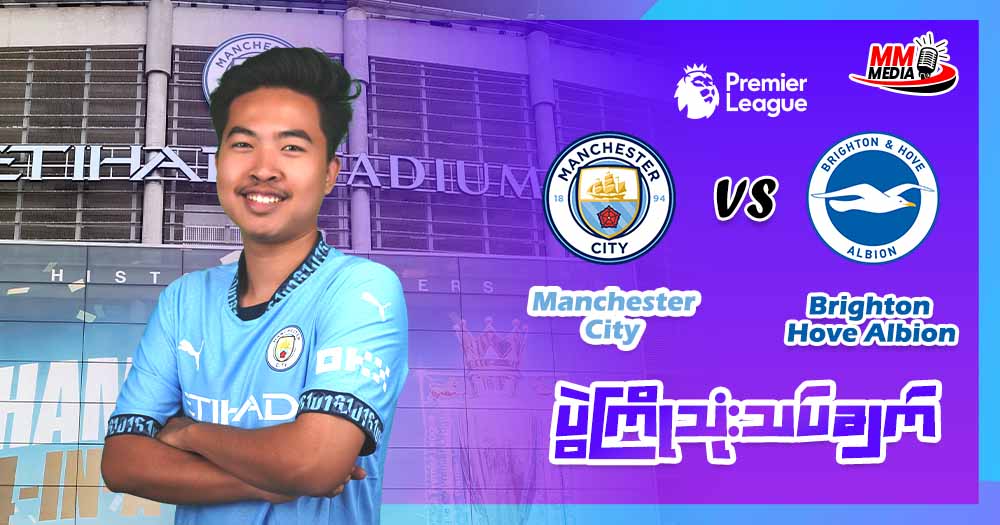 MM
MEDIA
Premier
League
ETIHAD STADIUM
MANCHESTER
18 94
CITY
VS
BRIGHTON & HOVE
ALBION
Manchester
City
Brighton
Hove Albion
ပွဲကြိုသုံးသပ်ချက်
ETIHAD
OKX